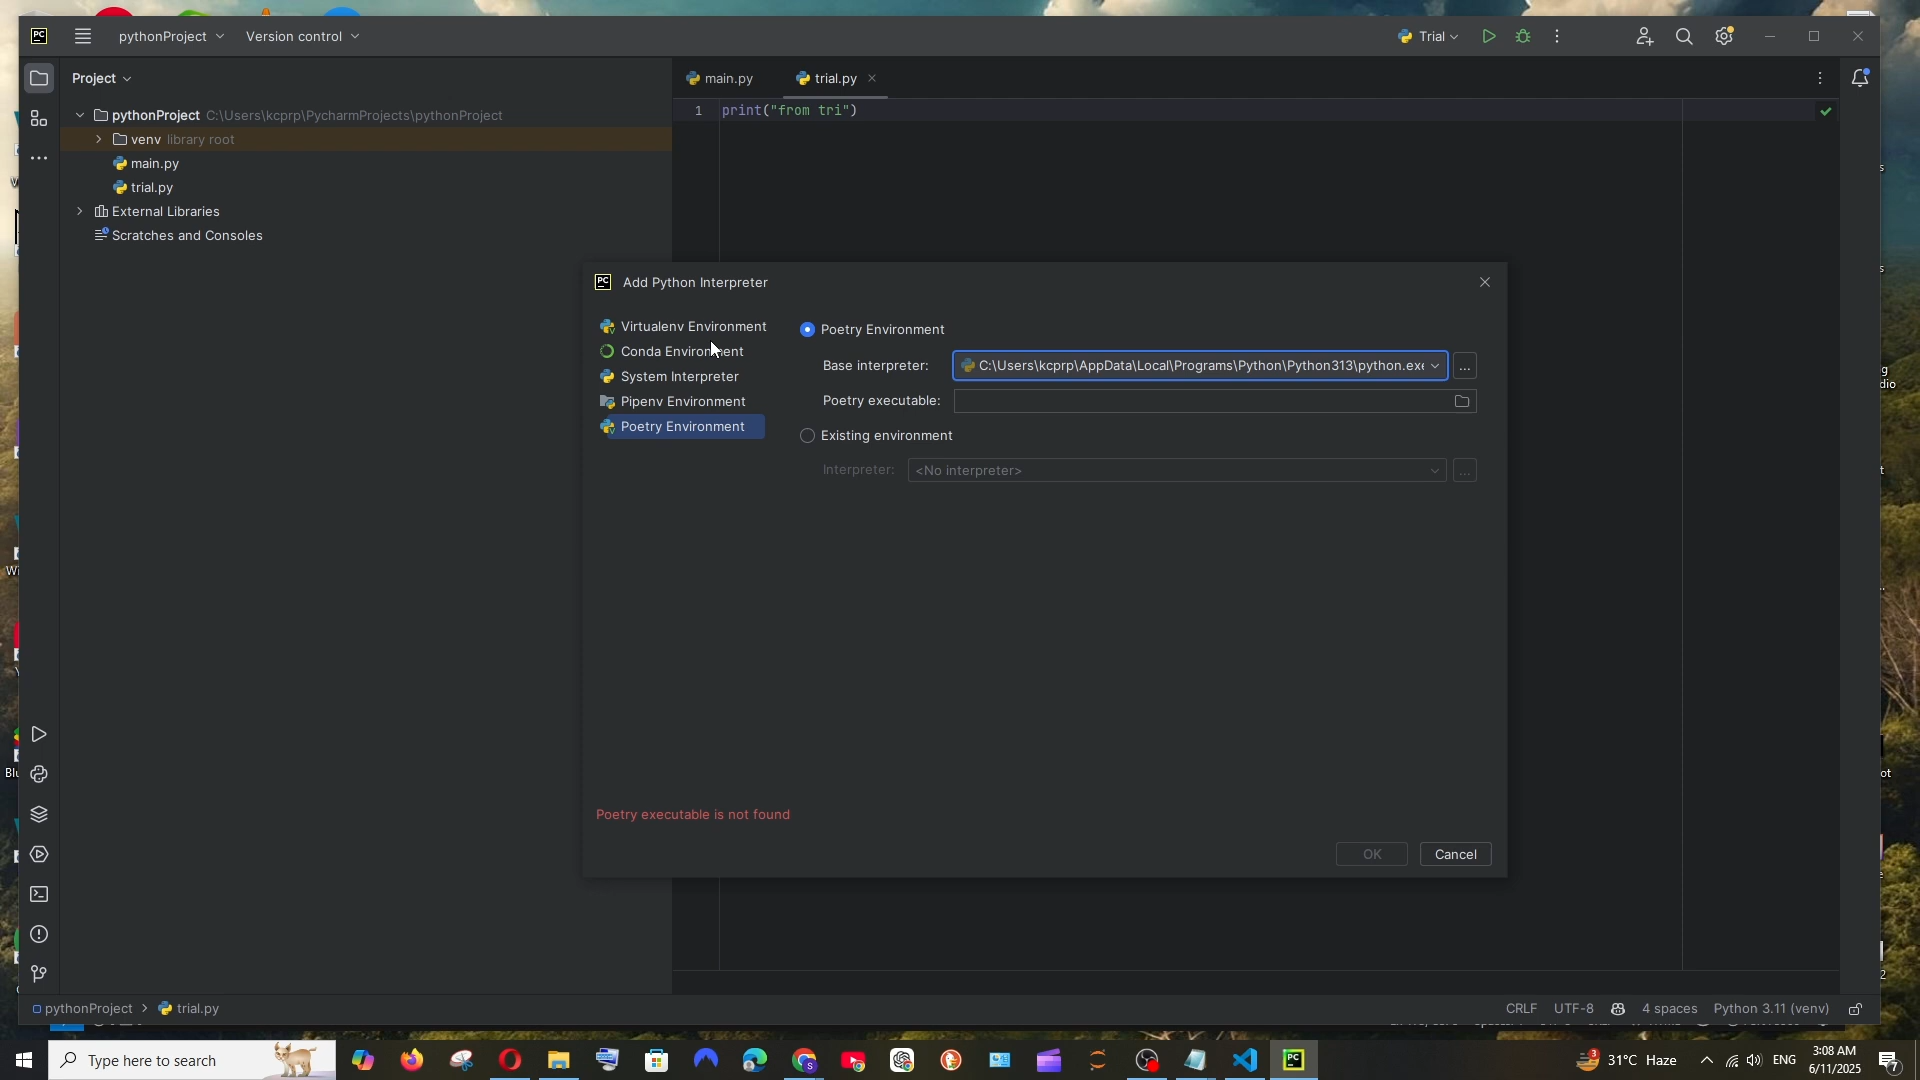 PC
pythonProject
Version control
Trial
Project
main.py
trial.py
pythonProject C:\Users\kcprp\PycharmProjects\pythonProject
venv library root
main.py
trial.py
External Libraries
Scratches and Consoles
1 print("from tri")
PC Add Python Interpreter
Virtualenv Environment
Conda Environment
System Interpreter
Pipenv Environment
Poetry Environment
Poetry Environment
Base interpreter: C:\Users\kcprp\AppData\Local\Programs\Python\Python313\python.exe
Poetry executable:
Existing environment
Interpreter: <No interpreter>
Poetry executable is not found
OK
Cancel
pythonProject
trial.py
CRLF
UTF-8
4 spaces
Python 3.11 (venv)
Type here to search
3
31°C Haze
ENG
3:08 AM
6/11/2025
7